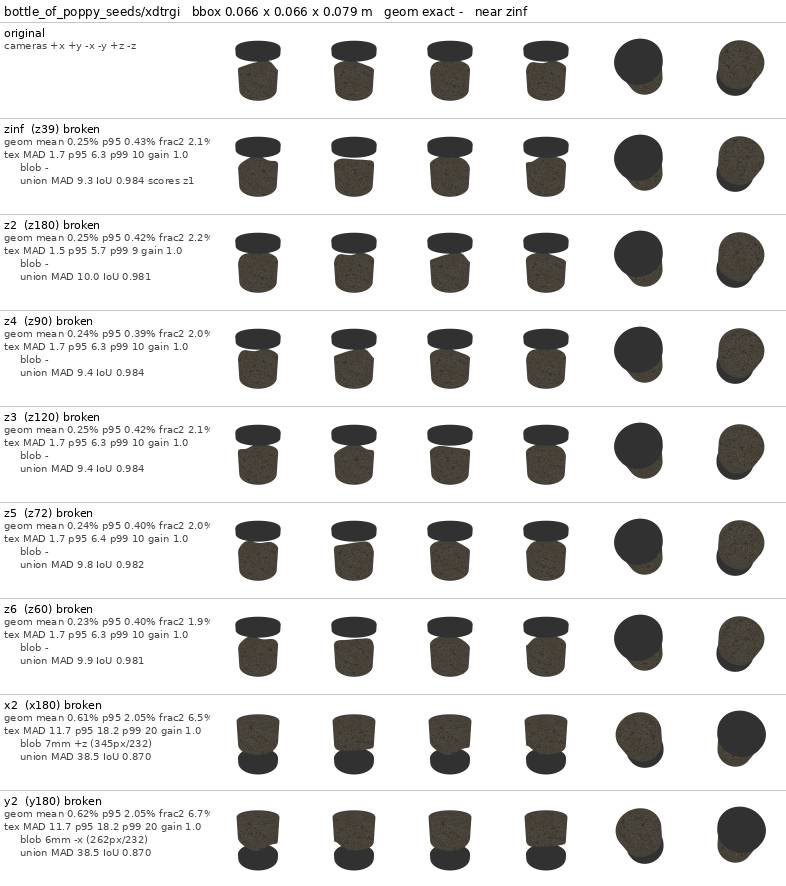 bottle_of_poppy_seeds/xdtrgi   bbox 0.066 x 0.066 x 0.079 m   geom exact -   near zinf
original
cameras +x +y -x -y +z -z
zinf  (z39) broken
geom mean 0.25% p95 0.43% frac2 2.1%
tex MAD 1.7 p95 6.3 p99 10 gain 1.0
blob -
union MAD 9.3 IoU 0.984 scores z1
z2  (z180) broken
geom mean 0.25% p95 0.42% frac2 2.2%
tex MAD 1.5 p95 5.7 p99 9 gain 1.0
blob -
union MAD 10.0 IoU 0.981
z4  (z90) broken
geom mean 0.24% p95 0.39% frac2 2.0%
tex MAD 1.7 p95 6.3 p99 10 gain 1.0
blob -
union MAD 9.4 IoU 0.984
z3  (z120) broken
geom mean 0.25% p95 0.42% frac2 2.1%
tex MAD 1.7 p95 6.3 p99 10 gain 1.0
blob -
union MAD 9.4 IoU 0.984
z5  (z72) broken
geom mean 0.24% p95 0.40% frac2 2.0%
tex MAD 1.7 p95 6.4 p99 10 gain 1.0
blob -
union MAD 9.8 IoU 0.982
z6  (z60) broken
geom mean 0.23% p95 0.40% frac2 1.9%
tex MAD 1.7 p95 6.3 p99 10 gain 1.0
blob -
union MAD 9.9 IoU 0.981
x2  (x180) broken
geom mean 0.61% p95 2.05% frac2 6.5%
tex MAD 11.7 p95 18.2 p99 20 gain 1.0
blob 7mm +z (345px/232)
union MAD 38.5 IoU 0.870
y2  (y180) broken
geom mean 0.62% p95 2.05% frac2 6.7%
tex MAD 11.7 p95 18.2 p99 20 gain 1.0
blob 6mm -x (262px/232)
union MAD 38.5 IoU 0.870